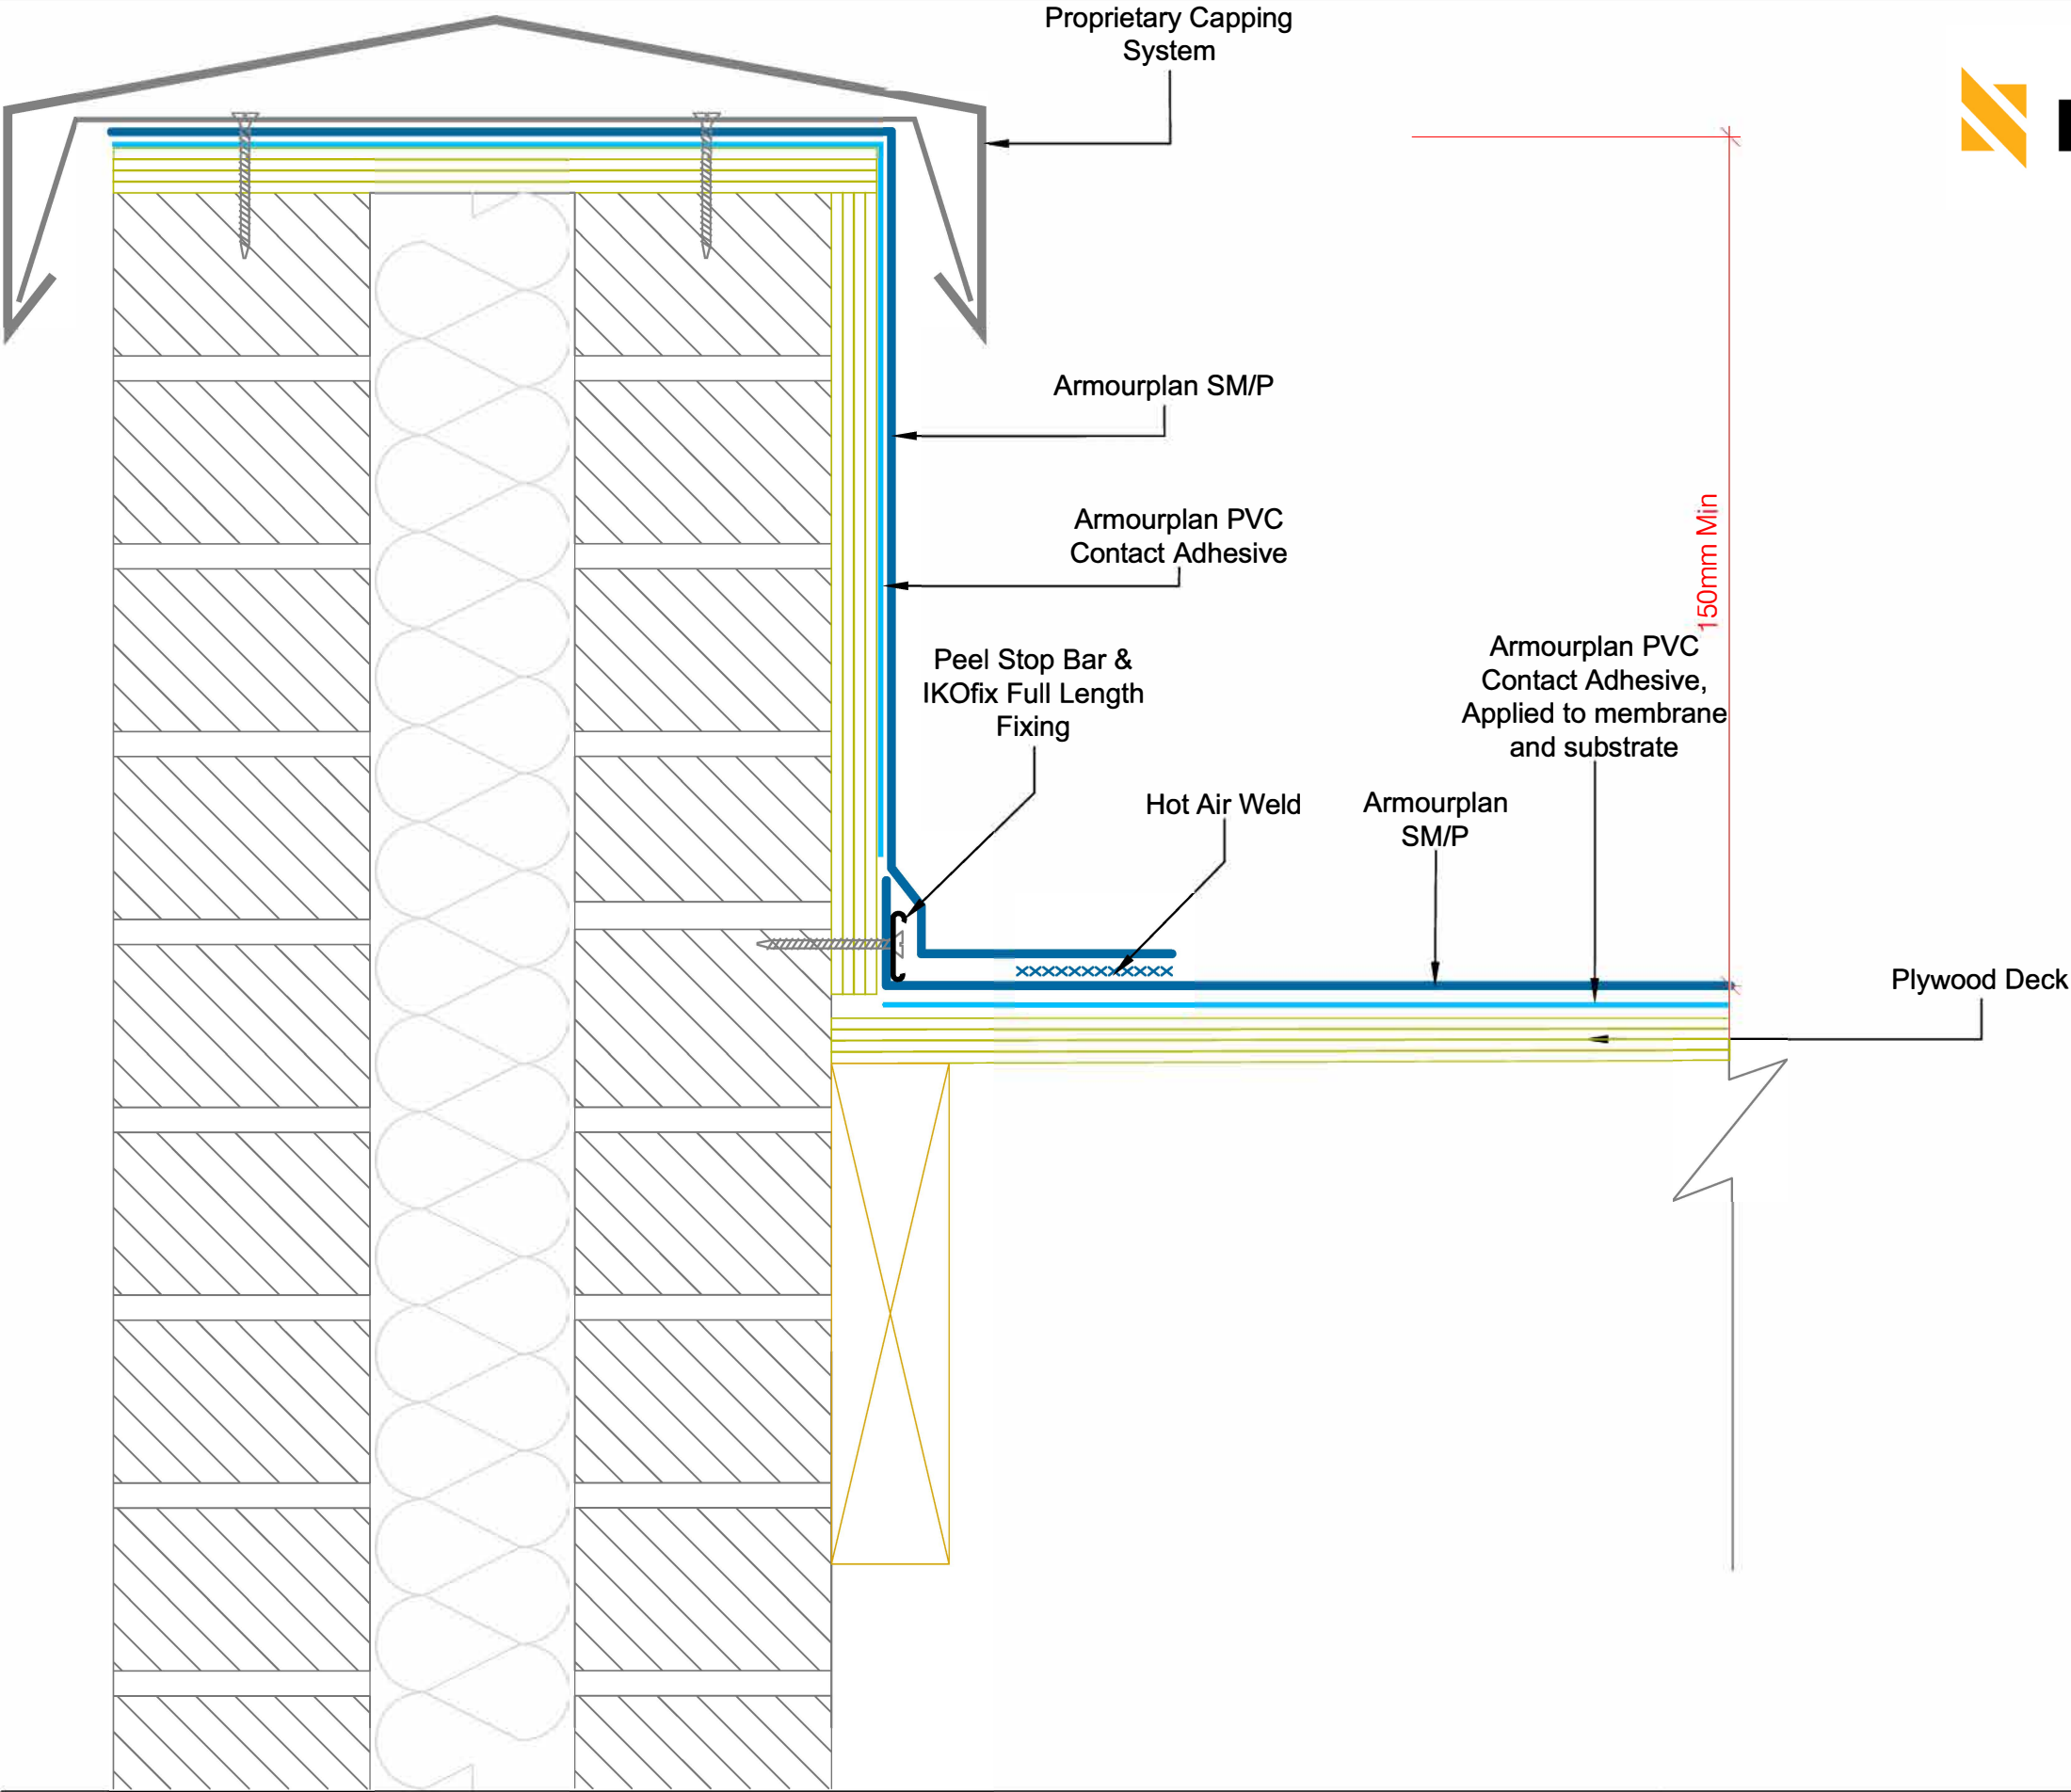 Proprietary Capping
System
Armourplan SM/P
Armourplan PVC
Contact Adhesive
150mm Min
Peel Stop Bar &
IKOfix Full Length
Fixing
Armourplan PVC
Contact Adhesive,
Applied to membrane
and substrate
Hot Air Weld
Armourplan
SM/P
Plywood Deck